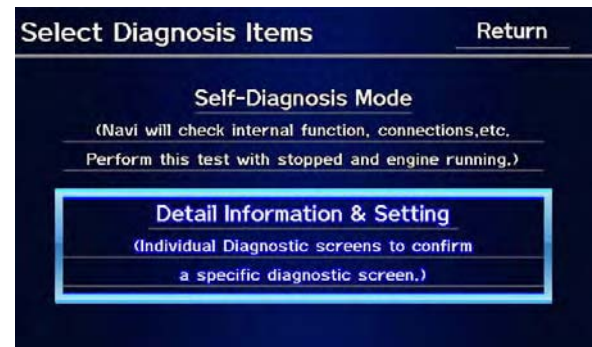 Select Diagnosis Items
Return
Self-Diagnosis Mode
(Navi will check internal function, connections,etc.
Perform this test with stopped and engine running.)
Detail Information & Setting
(Individual Diagnostic screens to confirm
a specific diagnostic screen.)